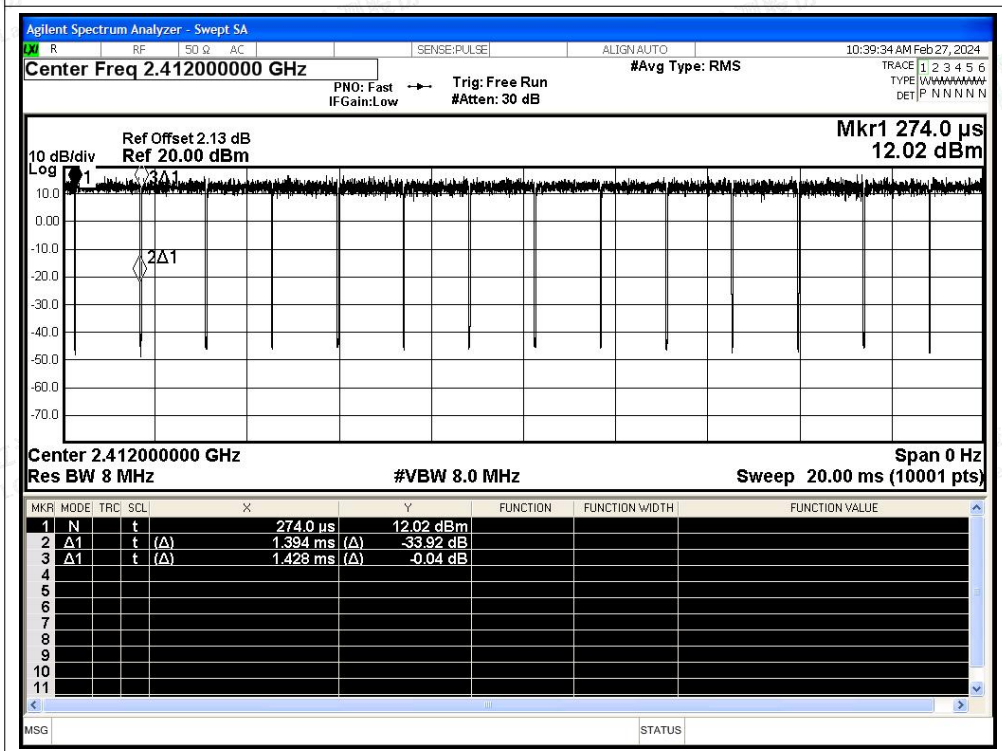 Agilent Spectrum Analyzer - Swept SA
LXI R RF 50 Ω AC SENSE:PULSE ALIGN AUTO 10:39:34 AM Feb 27, 2024
Center Freq 2.412000000 GHz #Avg Type: RMS TRACE 1 2 3 4 5 6
PNO: Fast Trig: Free Run TYPE WWWWWW
IFGain:Low #Atten: 30 dB DET P N N N N N
Mkr1 274.0 µs
Ref Offset 2.13 dB
10 dB/div Ref 20.00 dBm 12.02 dBm
Log
1 3Δ1
10.0
0.00
-10.0
2Δ1
-20.0
-30.0
-40.0
-50.0
-60.0
-70.0
Center 2.412000000 GHz Span 0 Hz
Res BW 8 MHz #VBW 8.0 MHz Sweep 20.00 ms (10001 pts)
MKR MODE TRC SCL X Y FUNCTION FUNCTION WIDTH FUNCTION VALUE
1 N t 274.0 µs 12.02 dBm
2 Δ1 t (Δ) 1.394 ms (Δ) -33.92 dB
3 Δ1 t (Δ) 1.428 ms (Δ) -0.04 dB
4
5
6
7
8
9
10
11
MSG STATUS